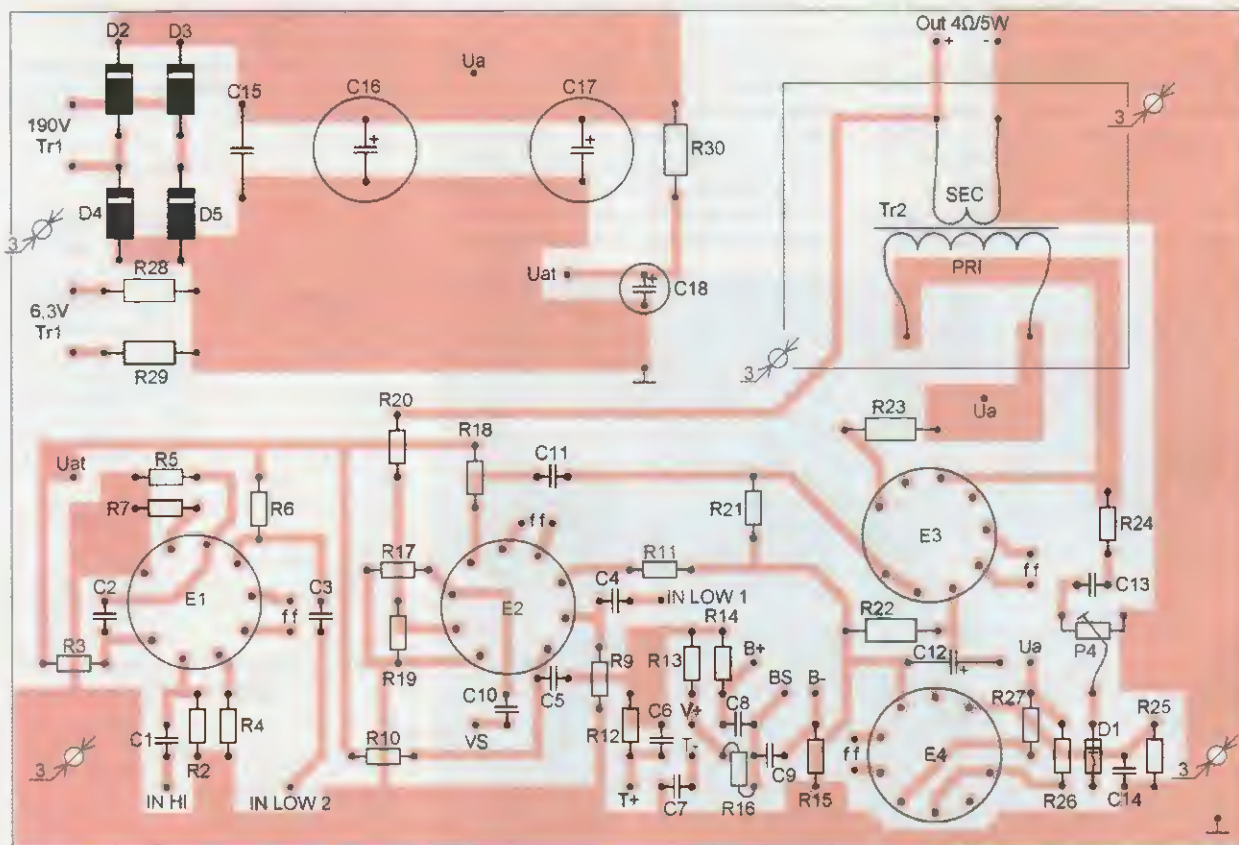 Out 4Ω/5W
+ -
D2 D3
Ua
C15 C16 C17
+ +
190V
Tr1
R30
3
SEC
D4 D5
Tr2
3
R28
Uat
+
C18
PRI
6,3V
Tr1
R29
3
R20
R23
Ua
R18
Uat
R5
C11
R7
R6
R21
ff
R24
R17
E3
R11
ff
C2
C3
C4
C13
E1
ff
E2
IN LOW 1
R14
R22
R3
R9
R13
B+
C12
+
Ua
P4
R19
C5
BS B-
C10
V+
C8
R27
D1
R25
C1
R4
R10
VS
R12
C6
T-
ff
E4
3
R2
C9
3
IN HI
IN LOW 2
T+
C7
R16
R15
R26
C14